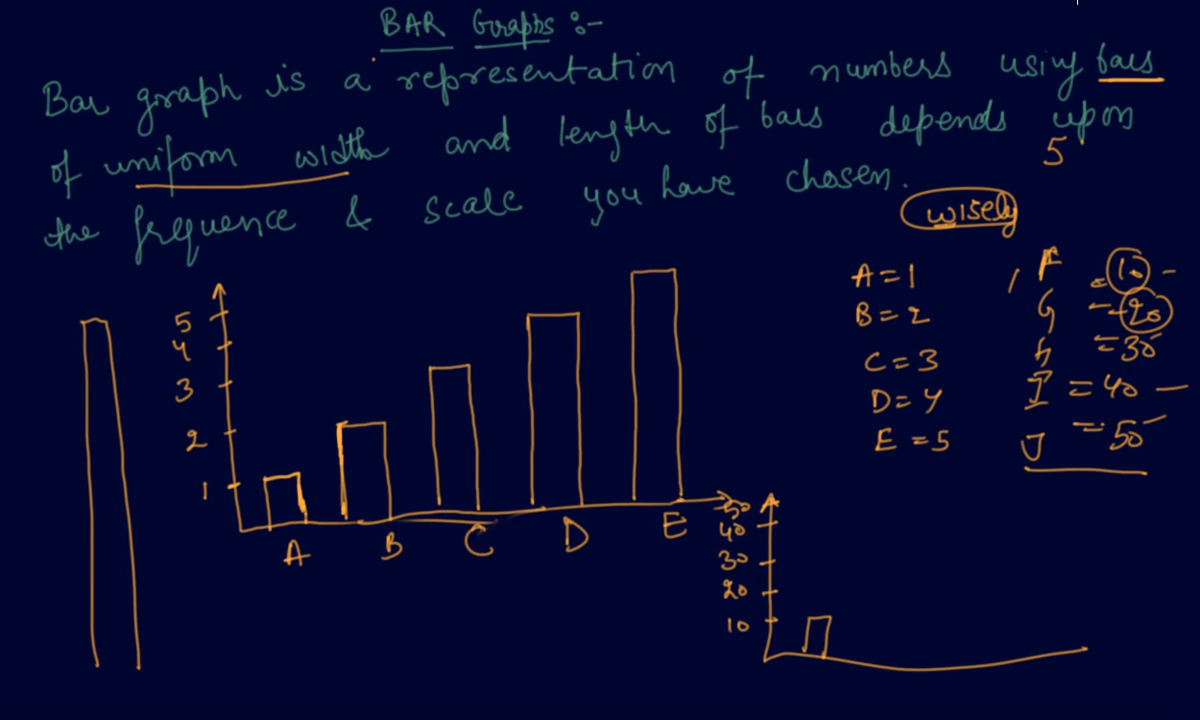 BAR Graphs :-
Bar graph is a representation of numbers using bars
of uniform width and length of bars depends upon
5
the frequence & scale you have chosen.
wisely
A = 1 , F = 10 -
B = 2 G = 20
C = 3 h = 30
D = 4 I = 40 -
E = 5 J = 50
5
4
3
2
1
A B C D E
50
40
30
20
10